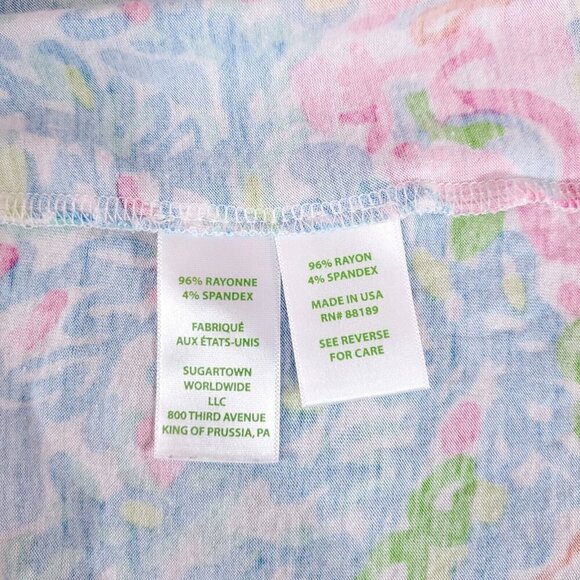 96% RAYONNE
4% SPANDEX
FABRIQUÉ
AUX ÉTATS-UNIS
SUGARTOWN
WORLDWIDE
LLC
800 THIRD AVENUE
KING OF PRUSSIA, PA
96% RAYON
4% SPANDEX
MADE IN USA
RN# 88189
SEE REVERSE
FOR CARE